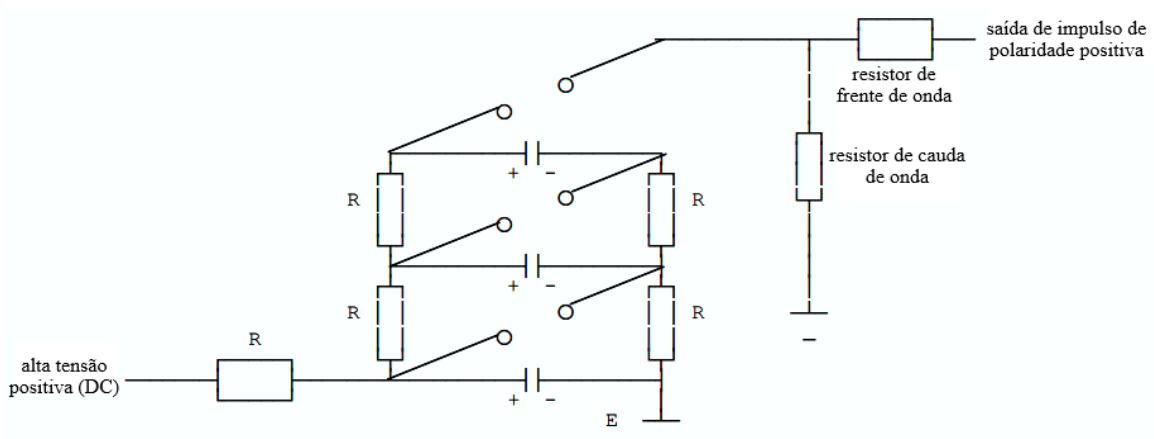 saída de impulso de
polaridade positiva
resistor de
frente de onda
resistor de cauda
de onda
+ −
R
R
+ −
R
R
−
R
alta tensão
positiva (DC)
+ −
E